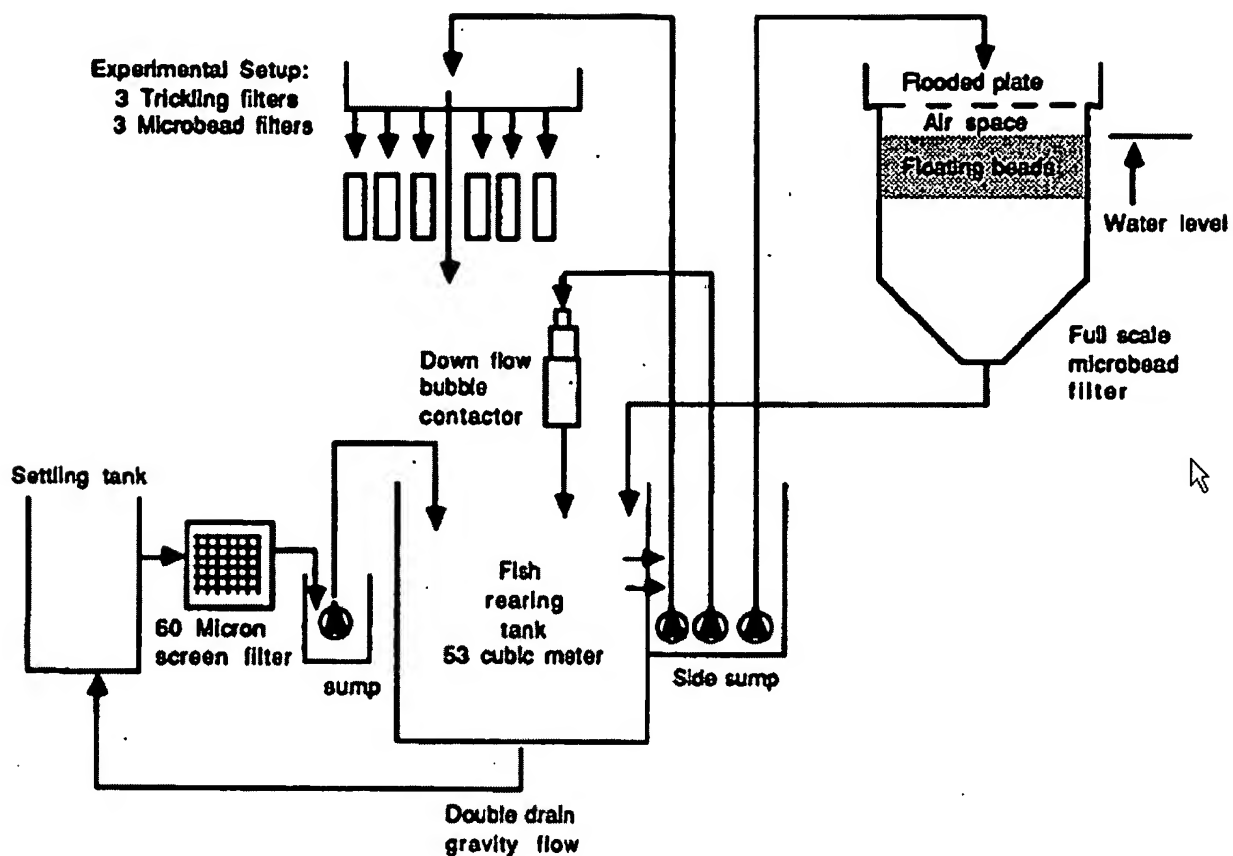 Experimental Setup:
3 Trickling filters
3 Microbead filters
Flooded plate
Air space
Floating beads
Water level
Full scale
microbead
filter
Down flow
bubble
contactor
Settling tank
60 Micron
screen filter
sump
Fish
rearing
tank
53 cubic meter
Side sump
Double drain
gravity flow